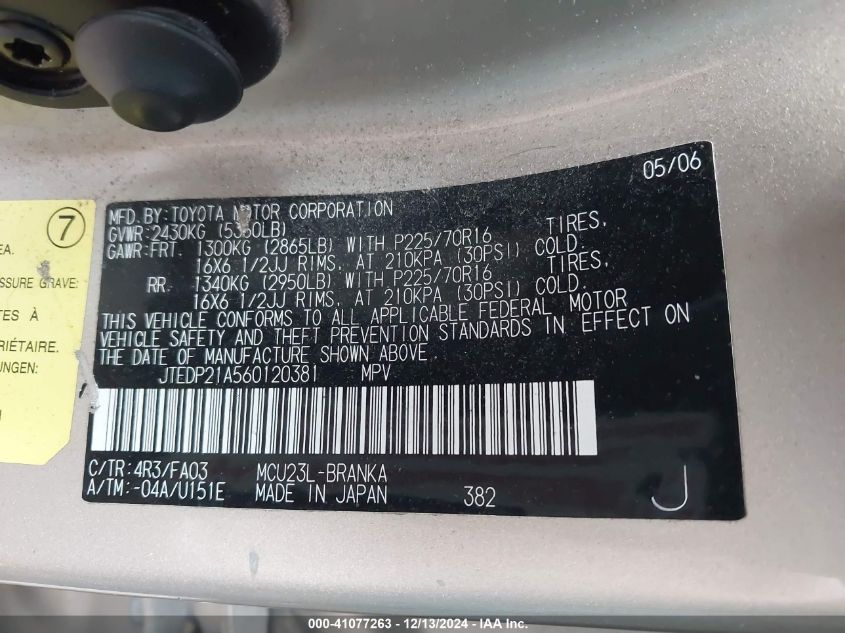 05/06
MFD. BY: TOYOTA MOTOR CORPORATION
GVWR: 2430KG (5360LB)
GAWR: FRT. 1300KG (2865LB) WITH P225/70R16 TIRES,
16X6 1/2JJ RIMS, AT 210KPA (30PSI) COLD.
RR. 1340KG (2950LB) WITH P225/70R16 TIRES,
16X6 1/2JJ RIMS, AT 210KPA (30PSI) COLD.
THIS VEHICLE CONFORMS TO ALL APPLICABLE FEDERAL MOTOR
VEHICLE SAFETY AND THEFT PREVENTION STANDARDS IN EFFECT ON
THE DATE OF MANUFACTURE SHOWN ABOVE.
JTEDP21A560120381 MPV
C/TR: 4R3/FA03 MCU23L-BRANKA
A/TM: -04A/U151E MADE IN JAPAN 382 J
7
EA.
SSURE GRAVE:
TES À
RIÉTAIRE.
UNGEN:
000-41077263 - 12/13/2024 - IAA Inc.